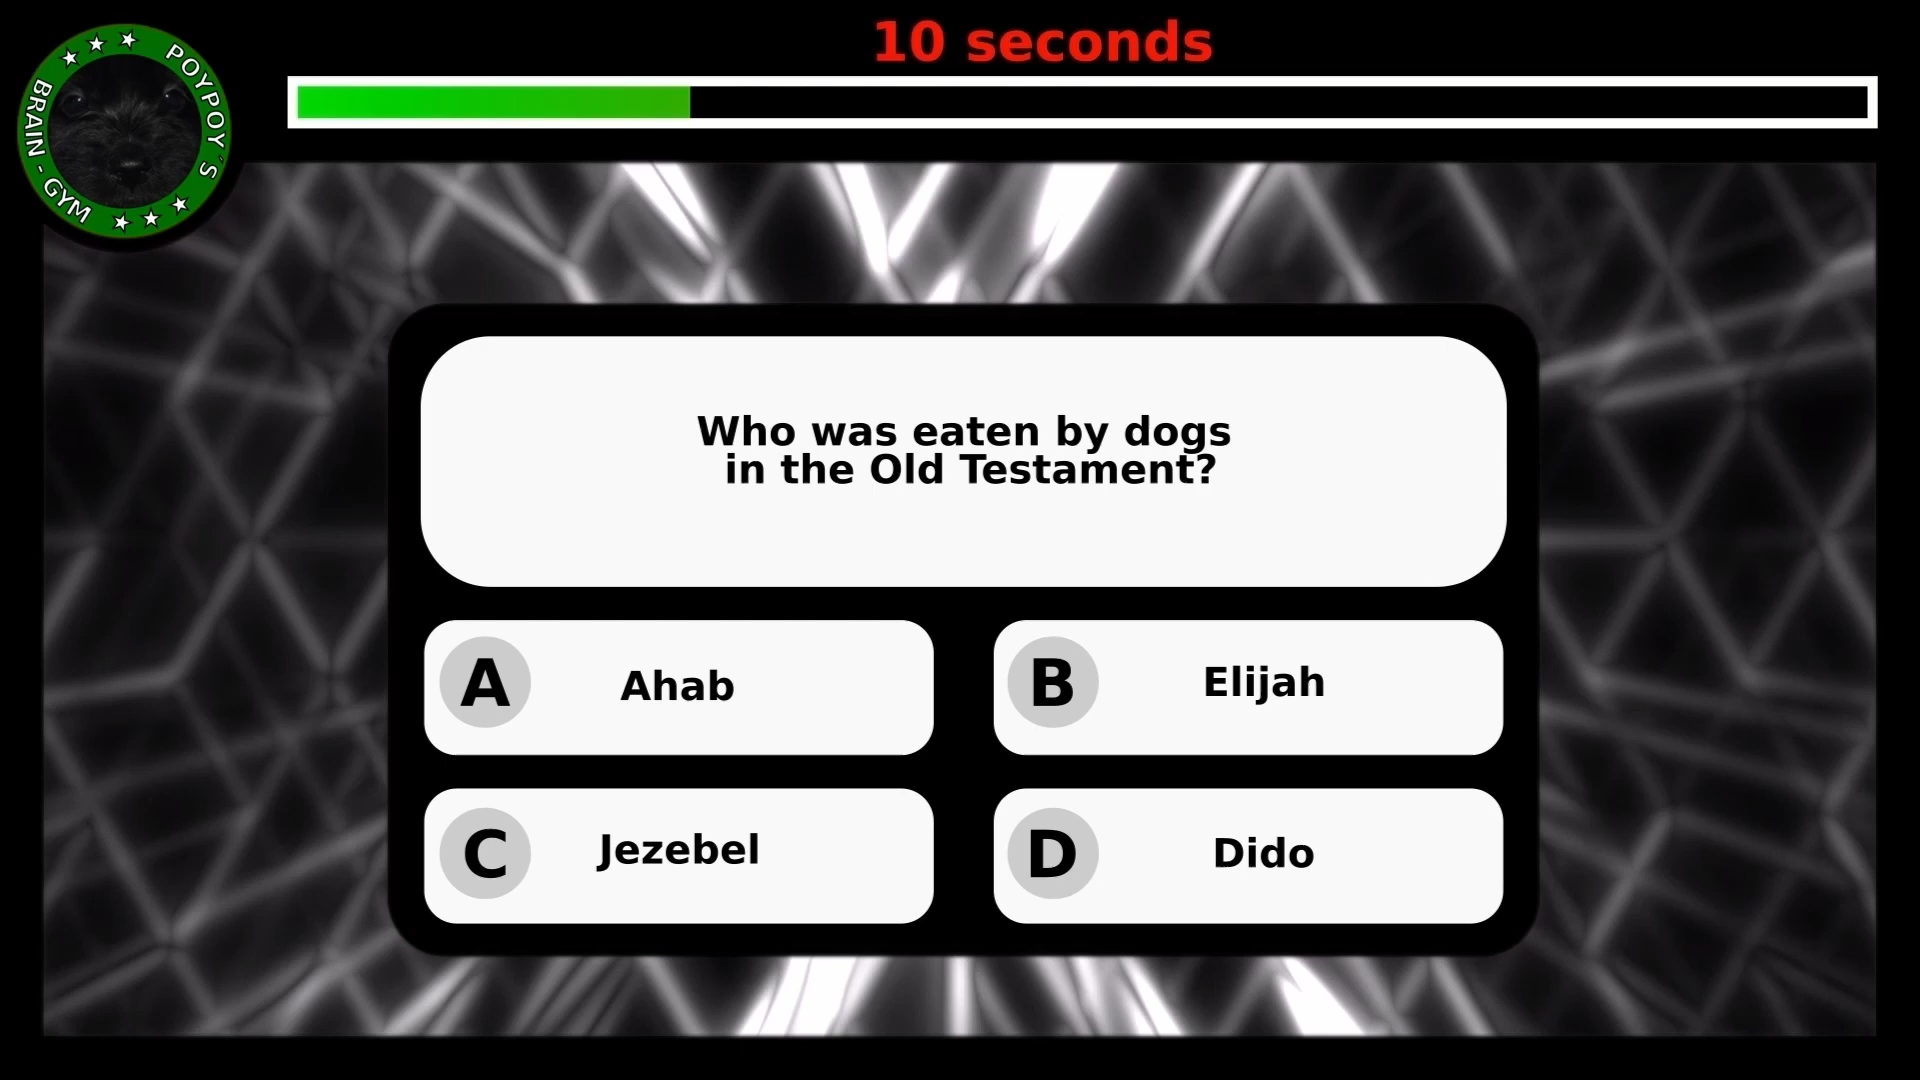 10 seconds
POYPOY´S
BRAIN - GYM
Who was eaten by dogs
in the Old Testament?
A Ahab
B Elijah
C Jezebel
D Dido